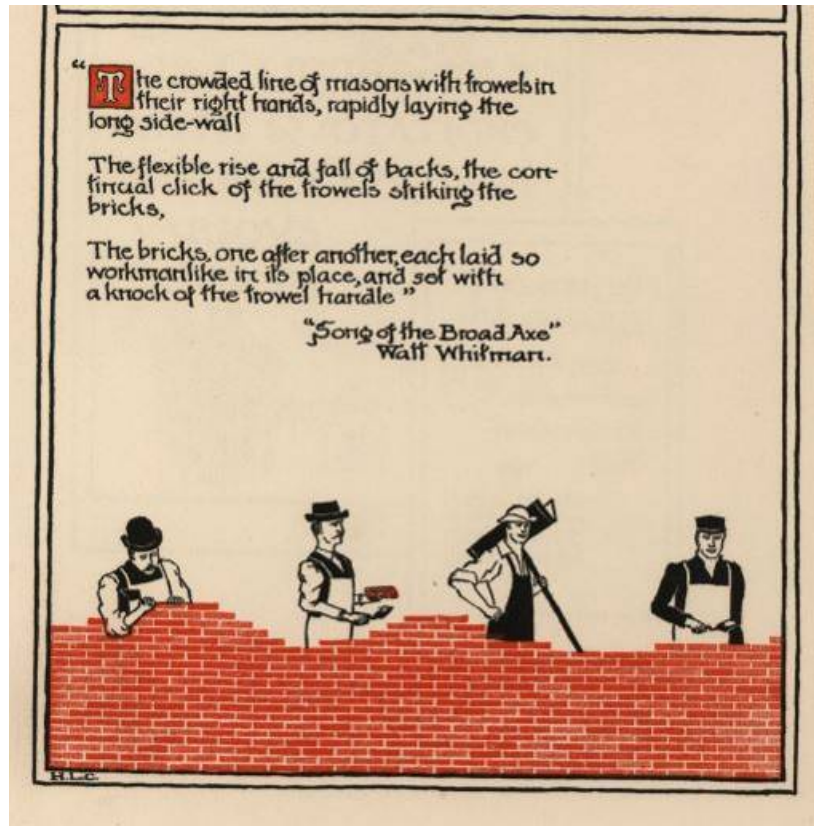 “The crowded line of masons with trowels in
their right hands, rapidly laying the
long side-wall
The flexible rise and fall of backs, the con-
tinual click of the trowels striking the
bricks,
The bricks, one after another, each laid so
workmanlike in its place, and set with
a knock of the trowel handle”
“Song of the Broad Axe”
Walt Whitman.
H.L.C.